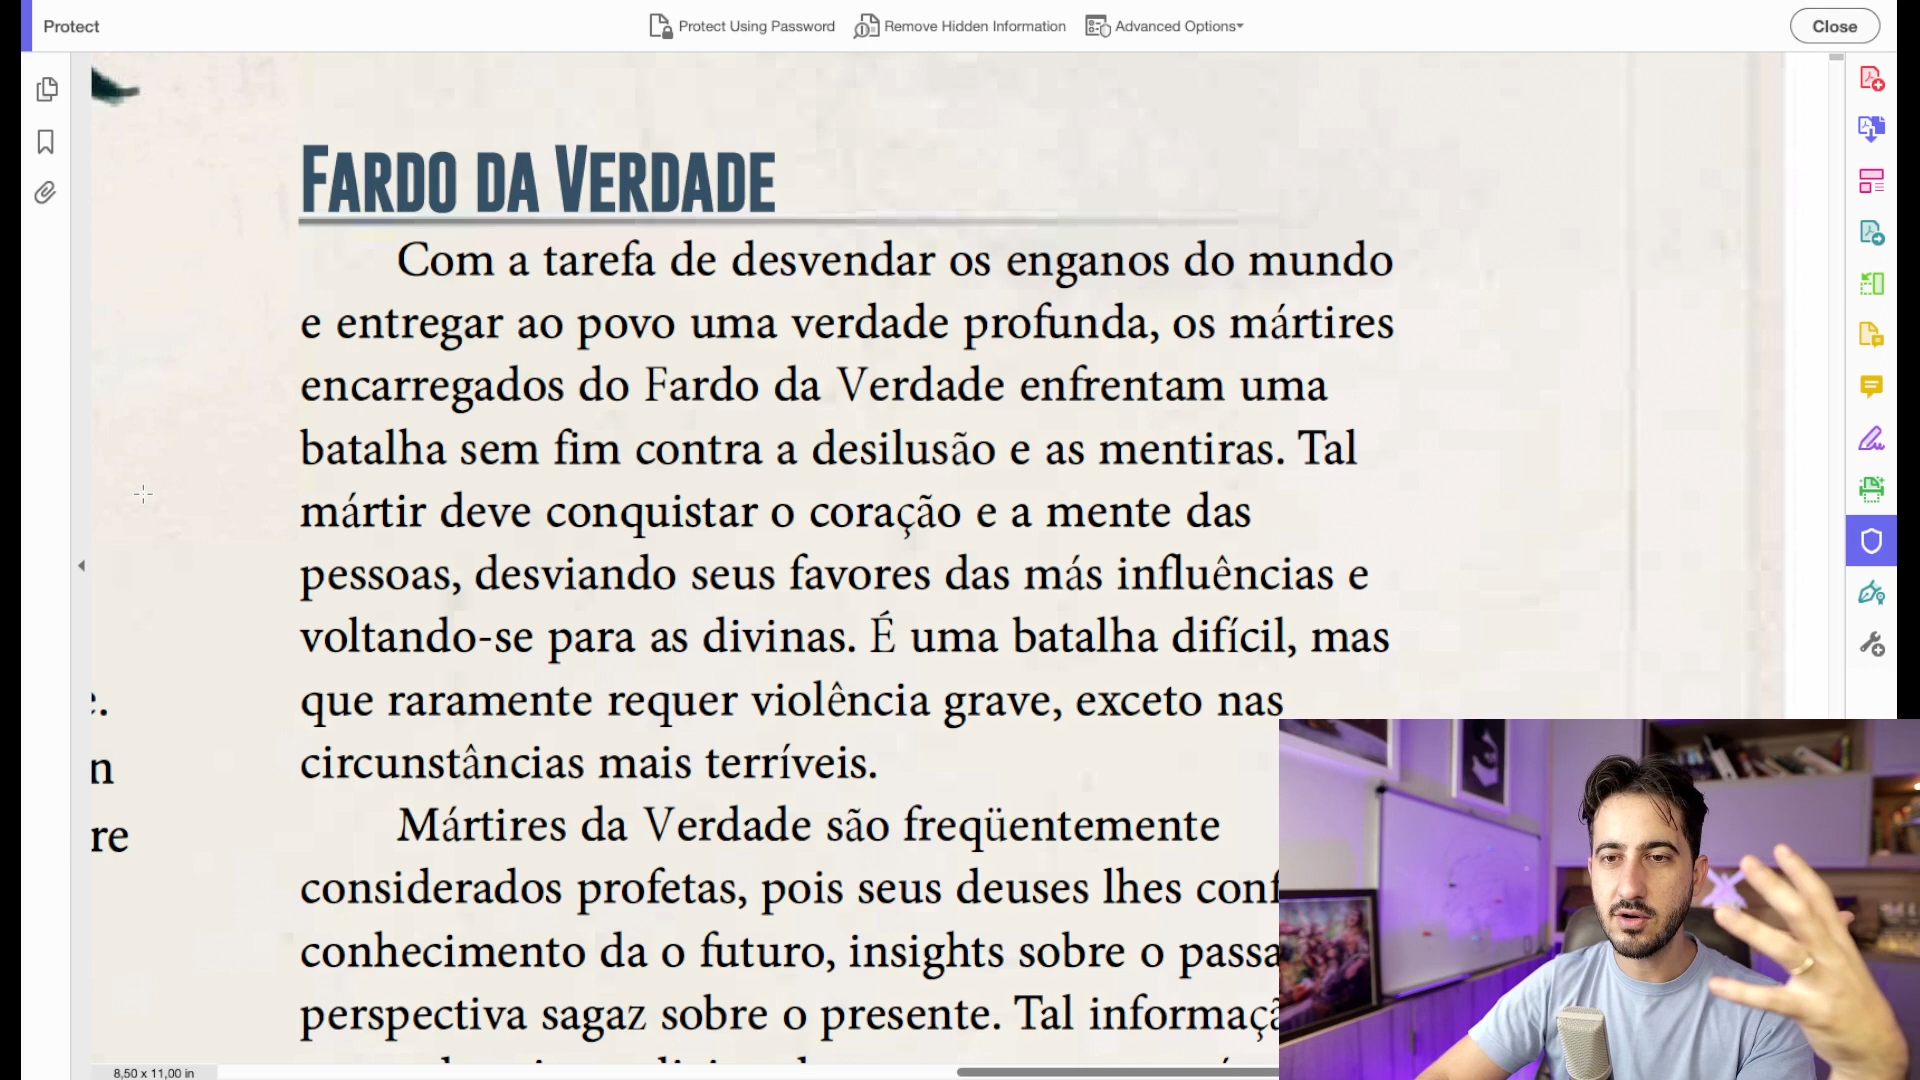 Protect
Protect Using Password
Remove Hidden Information
Advanced Options
Close
FARDO DA VERDADE
Com a tarefa de desvendar os enganos do mundo
e entregar ao povo uma verdade profunda, os mártires
encarregados do Fardo da Verdade enfrentam uma
batalha sem fim contra a desilusão e as mentiras. Tal
mártir deve conquistar o coração e a mente das
pessoas, desviando seus favores das más influências e
voltando-se para as divinas. É uma batalha difícil, mas
que raramente requer violência grave, exceto nas
circunstâncias mais terríveis.
Mártires da Verdade são freqüentemente
considerados profetas, pois seus deuses lhes conf
conhecimento da o futuro, insights sobre o passa
perspectiva sagaz sobre o presente. Tal informaç
e.
n
re
8,50 x 11,00 in